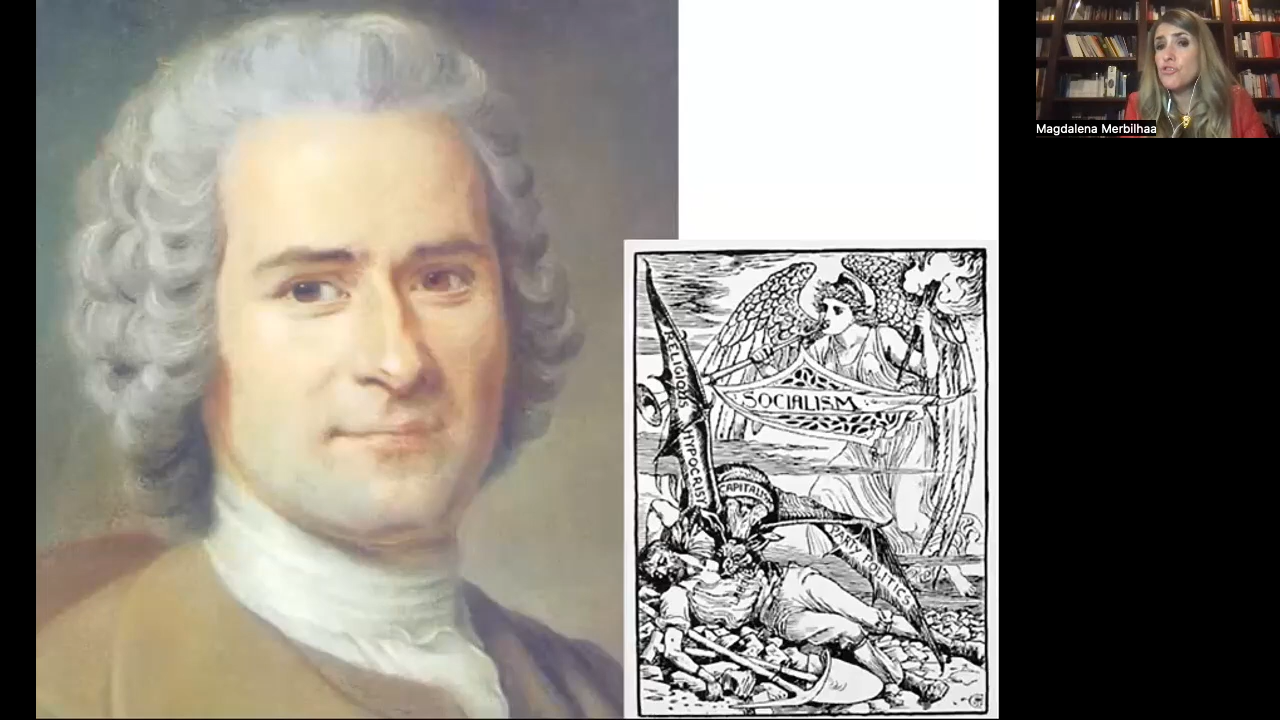 Magdalena Merbilhaa
SOCIALISM
RELIGIOUS
HYPOCRISY
CAPITALISM
PARTY POLITICS